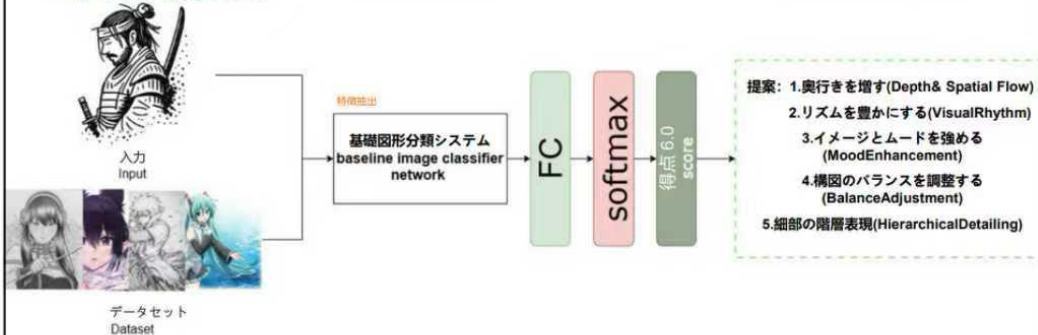 入力
Input
データセット
Dataset
特徴抽出
基礎図形分類システム
baseline image classifier
network
FC
softmax
得点 6.0
score
提案： 1.奥行きを増す(Depth& Spatial Flow)
2.リズムを豊かにする(VisualRhythm)
3.イメージとムードを強める
(MoodEnhancement)
4.構図のバランスを調整する
(BalanceAdjustment)
5.細部の階層表現(HierarchicalDetailing)